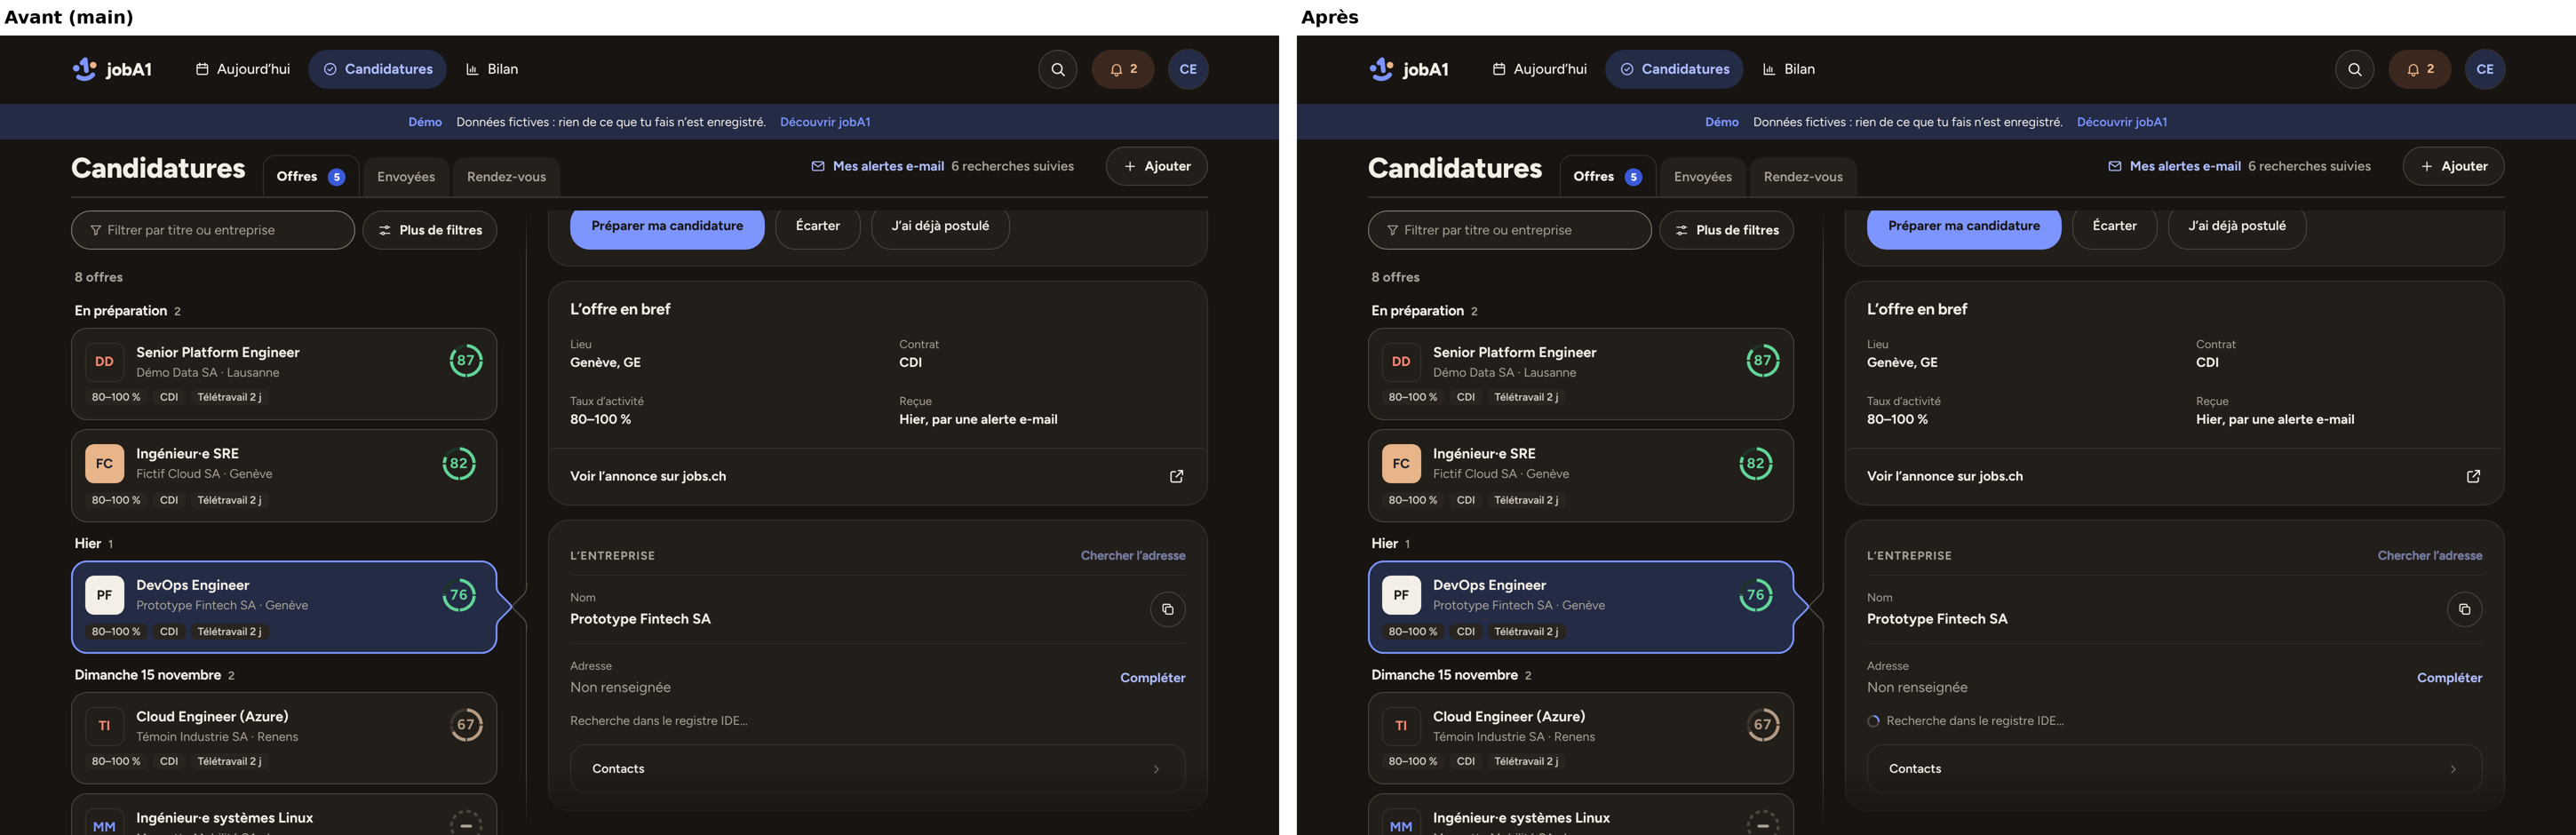 Avant (main)
jobA1
Aujourd'hui
Candidatures
Bilan
2
CE
Démo Données fictives : rien de ce que tu fais n'est enregistré. Découvrir jobA1
Candidatures
Offres 5
Envoyées
Rendez-vous
Mes alertes e-mail 6 recherches suivies
+ Ajouter
Filtrer par titre ou entreprise
Plus de filtres
8 offres
En préparation 2
DD
Senior Platform Engineer
Démo Data SA · Lausanne
87
80–100 % CDI Télétravail 2 j
FC
Ingénieur·e SRE
Fictif Cloud SA · Genève
82
80–100 % CDI Télétravail 2 j
Hier 1
PF
DevOps Engineer
Prototype Fintech SA · Genève
76
80–100 % CDI Télétravail 2 j
Dimanche 15 novembre 2
TI
Cloud Engineer (Azure)
Témoin Industrie SA · Renens
67
80–100 % CDI Télétravail 2 j
MM
Ingénieur·e systèmes Linux
Préparer ma candidature
Écarter
J'ai déjà postulé
L'offre en bref
Lieu
Genève, GE
Contrat
CDI
Taux d'activité
80–100 %
Reçue
Hier, par une alerte e-mail
Voir l'annonce sur jobs.ch
L'ENTREPRISE
Chercher l'adresse
Nom
Prototype Fintech SA
Adresse
Non renseignée
Compléter
Recherche dans le registre IDE…
Contacts
Après
jobA1
Aujourd'hui
Candidatures
Bilan
2
CE
Démo Données fictives : rien de ce que tu fais n'est enregistré. Découvrir jobA1
Candidatures
Offres 5
Envoyées
Rendez-vous
Mes alertes e-mail 6 recherches suivies
+ Ajouter
Filtrer par titre ou entreprise
Plus de filtres
8 offres
En préparation 2
DD
Senior Platform Engineer
Démo Data SA · Lausanne
87
80–100 % CDI Télétravail 2 j
FC
Ingénieur·e SRE
Fictif Cloud SA · Genève
82
80–100 % CDI Télétravail 2 j
Hier 1
PF
DevOps Engineer
Prototype Fintech SA · Genève
76
80–100 % CDI Télétravail 2 j
Dimanche 15 novembre 2
TI
Cloud Engineer (Azure)
Témoin Industrie SA · Renens
67
80–100 % CDI Télétravail 2 j
MM
Ingénieur·e systèmes Linux
Préparer ma candidature
Écarter
J'ai déjà postulé
L'offre en bref
Lieu
Genève, GE
Contrat
CDI
Taux d'activité
80–100 %
Reçue
Hier, par une alerte e-mail
Voir l'annonce sur jobs.ch
L'ENTREPRISE
Chercher l'adresse
Nom
Prototype Fintech SA
Adresse
Non renseignée
Compléter
Recherche dans le registre IDE…
Contacts